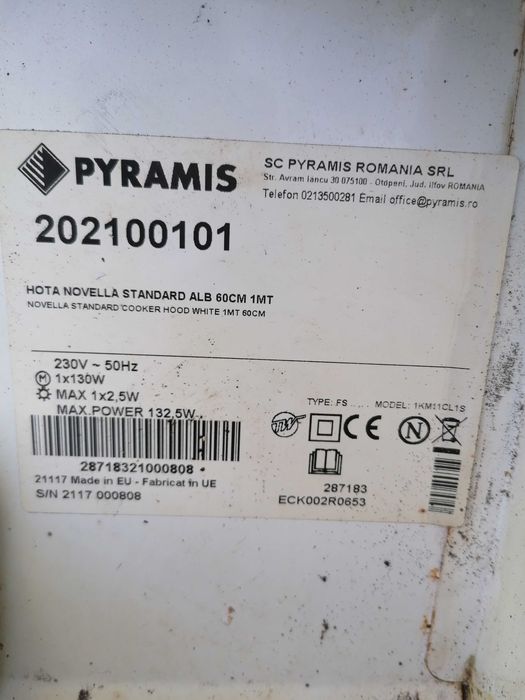 PYRAMIS
SC PYRAMIS ROMANIA SRL
Str. Avram Iancu 30 075100 - Otopeni, Jud. Ilfov ROMANIA
Telefon 0213500281 Email office@pyramis.ro
202100101
HOTA NOVELLA STANDARD ALB 60CM 1MT
NOVELLA STANDARD COOKER HOOD WHITE 1MT 60CM
230V ~ 50Hz
M 1x130W
MAX 1x2,5W
MAX.POWER 132,5W
TYPE: FS MODEL: 1KM11CL1S
CE N
28718321000808
21117 Made in EU - Fabricat in UE
S/N 2117 000808
287183
ECK002R0653